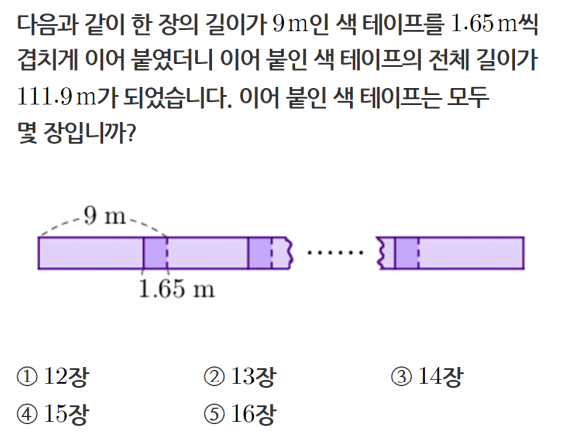 다음과 같이 한 장의 길이가 9 m인 색 테이프를 1.65 m씩
겹치게 이어 붙였더니 이어 붙인 색 테이프의 전체 길이가
111.9 m가 되었습니다. 이어 붙인 색 테이프는 모두
몇 장입니까?
9 m
......
1.65 m
① 12장 ② 13장 ③ 14장
④ 15장 ⑤ 16장